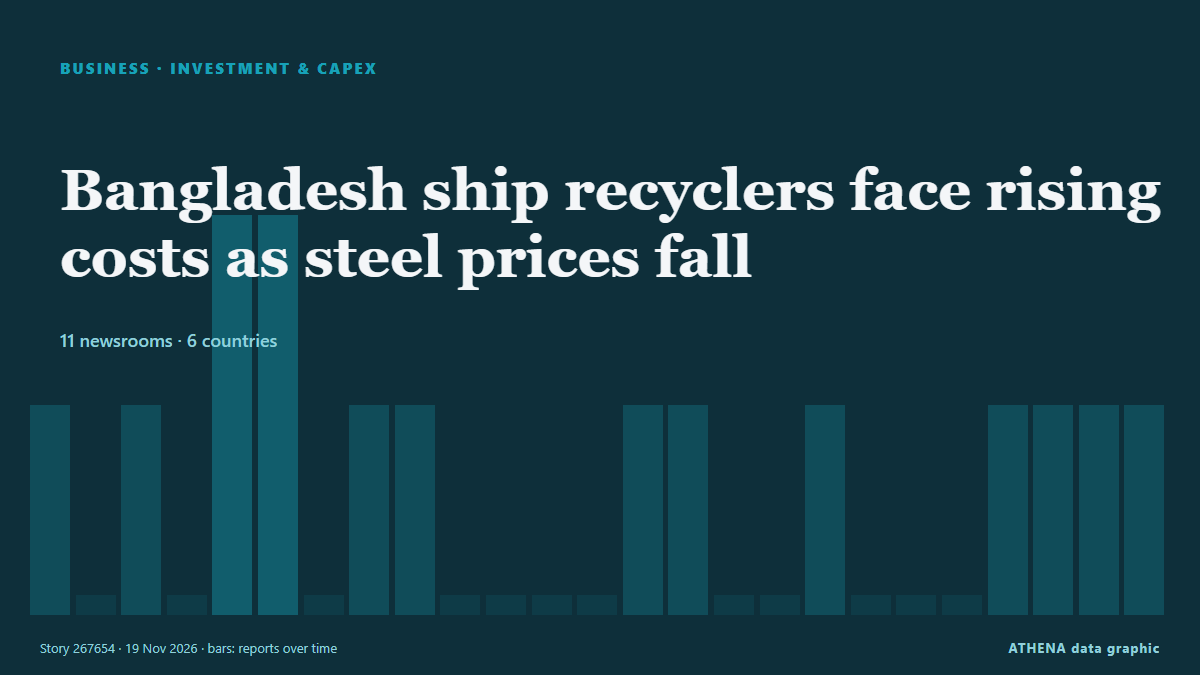 BUSINESS · INVESTMENT & CAPEX
Bangladesh ship recyclers face rising
costs as steel prices fall
11 newsrooms · 6 countries
Story 267654 · 19 Nov 2026 · bars: reports over time
ATHENA data graphic